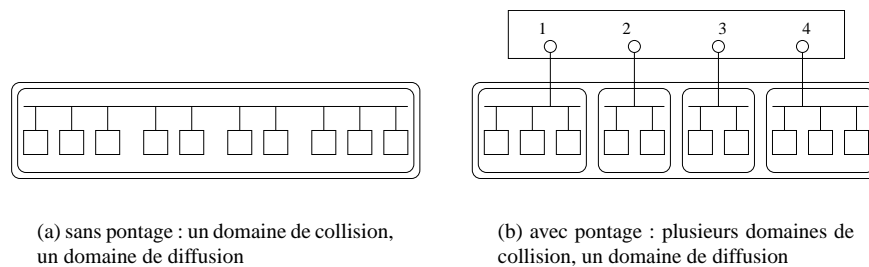 1 2 3 4
(a) sans pontage : un domaine de collision,
un domaine de diffusion
(b) avec pontage : plusieurs domaines de
collision, un domaine de diffusion